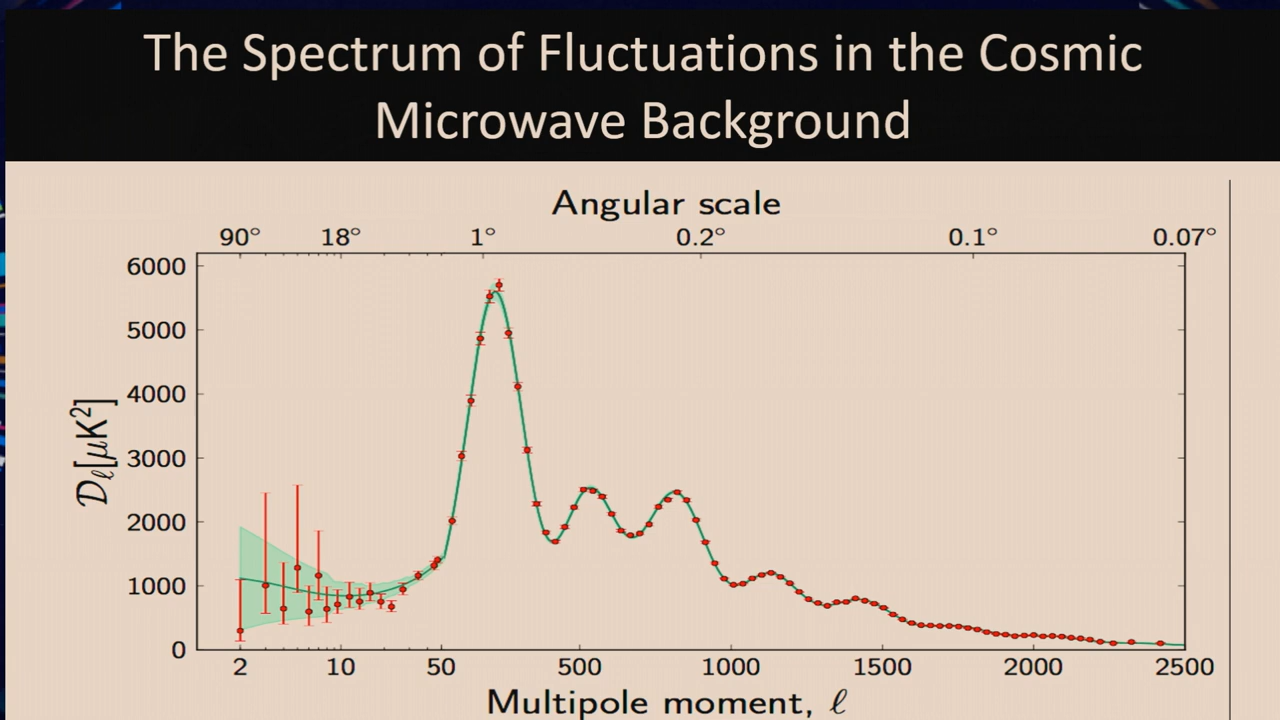 The Spectrum of Fluctuations in the Cosmic
Microwave Background
Angular scale
90° 18° 1° 0.2° 0.1° 0.07°
6000
5000
4000
3000
2000
1000
0
𝒟ℓ[μK²]
2 10 50 500 1000 1500 2000 2500
Multipole moment, ℓ